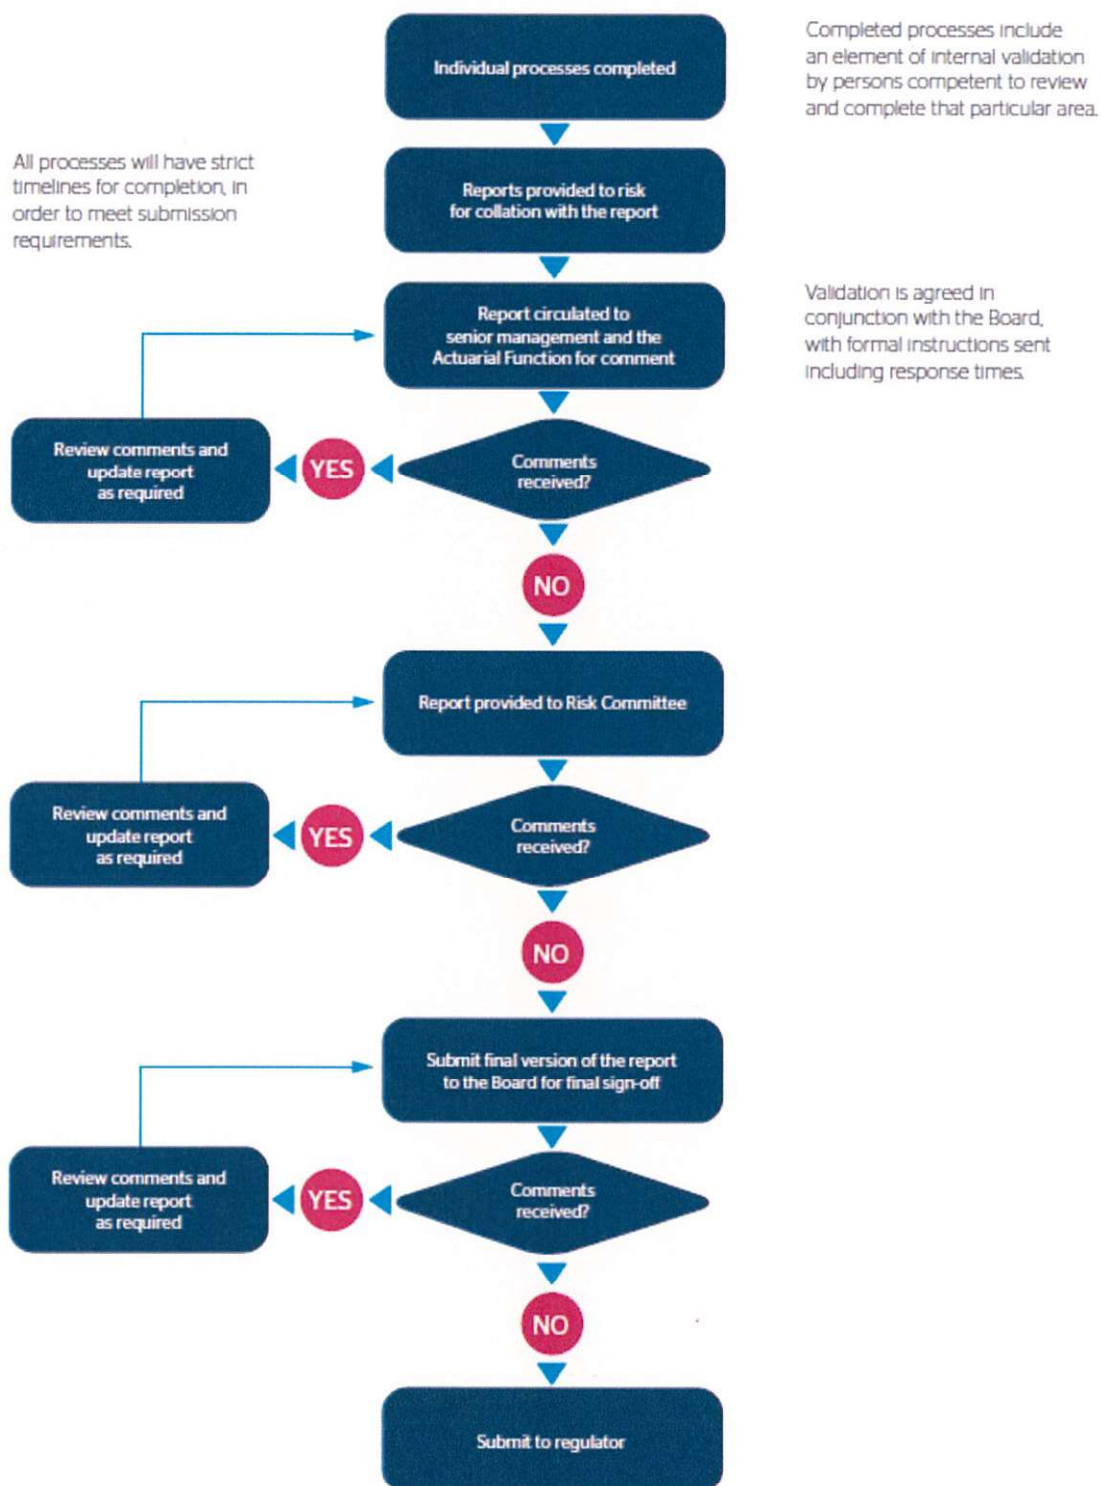 Individual processes completed
Completed processes include
an element of internal validation
by persons competent to review
and complete that particular area.
All processes will have strict
timelines for completion, in
order to meet submission
requirements.
Reports provided to risk
for collation with the report
Report circulated to
senior management and the
Actuarial Function for comment
Validation is agreed in
conjunction with the Board,
with formal instructions sent
including response times.
Comments
received?
YES
Review comments and
update report
as required
NO
Report provided to Risk Committee
Comments
received?
YES
Review comments and
update report
as required
NO
Submit final version of the report
to the Board for final sign-off
Comments
received?
YES
Review comments and
update report
as required
NO
Submit to regulator